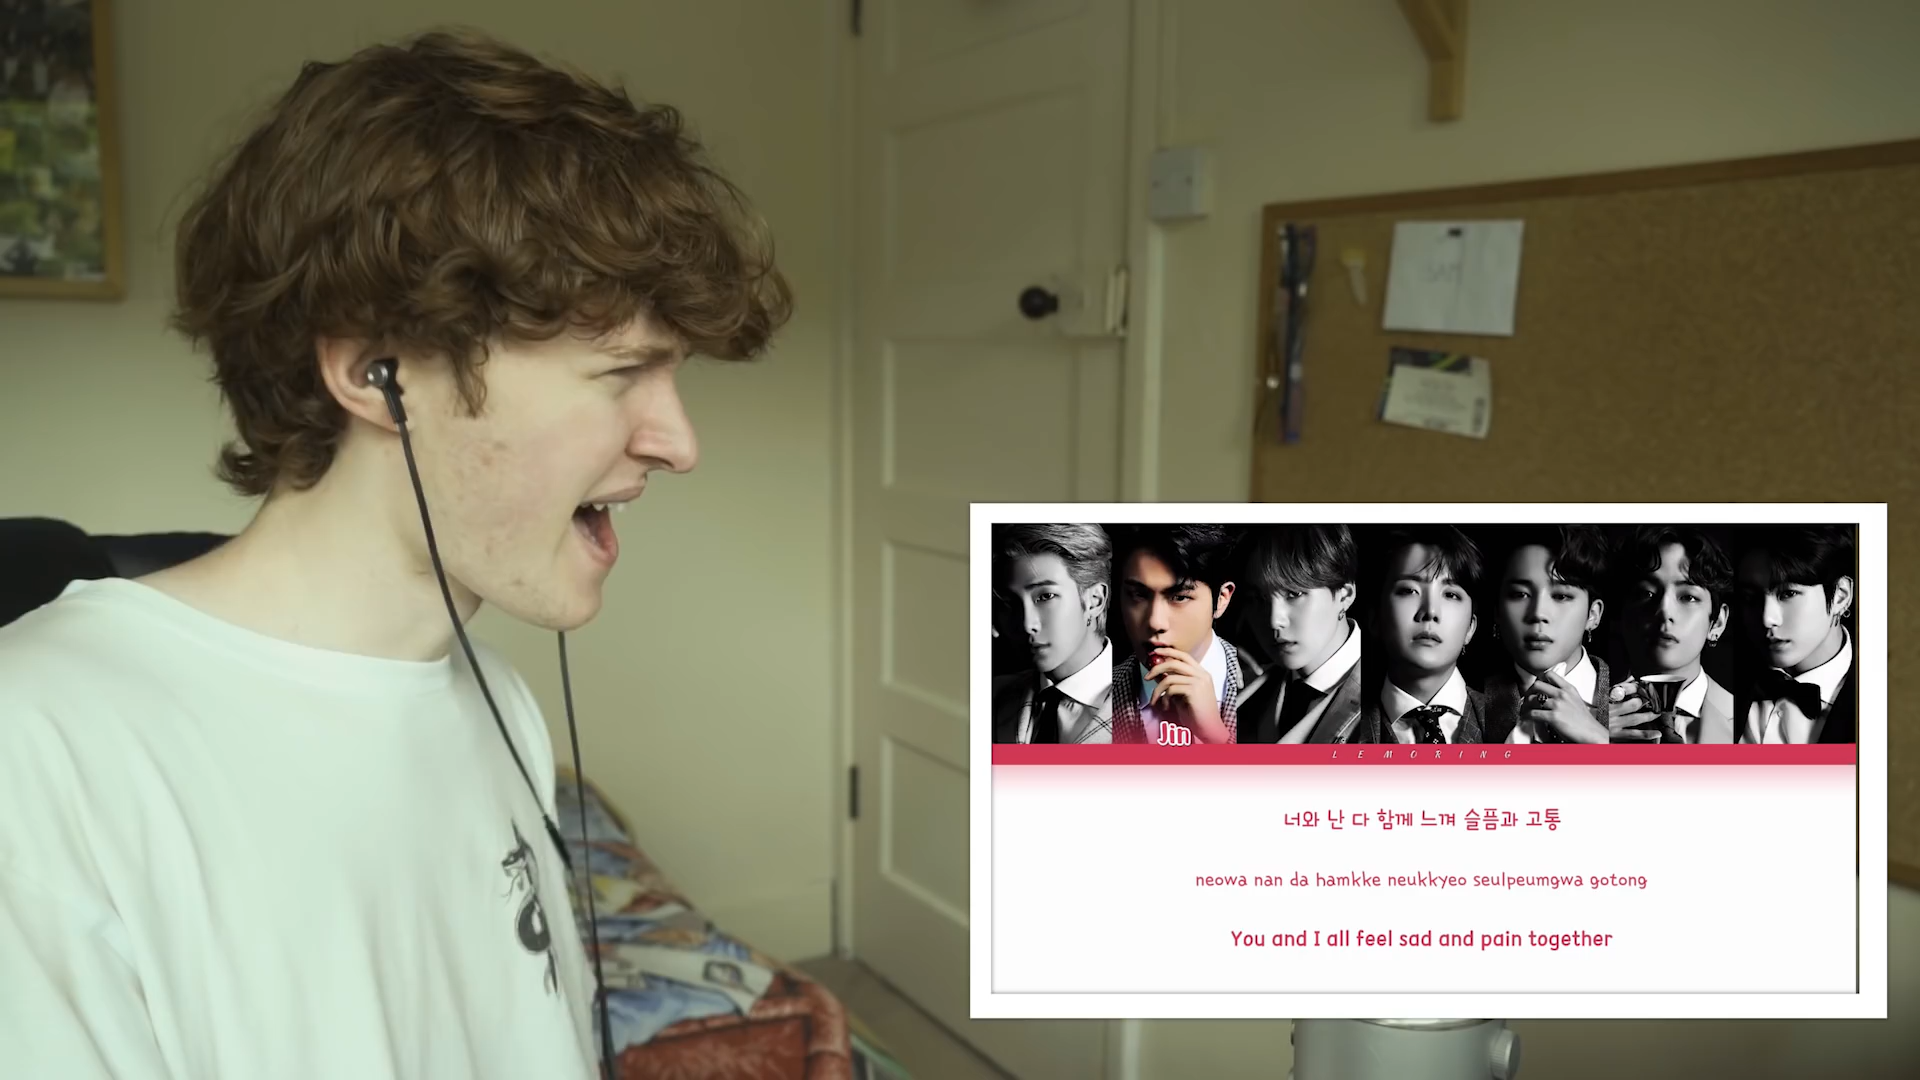 Jin
LEMORING
너와 난 다 함께 느껴 슬픔과 고통
neowa nan da hamkke neukkyeo seulpeumgwa gotong
You and I all feel sad and pain together